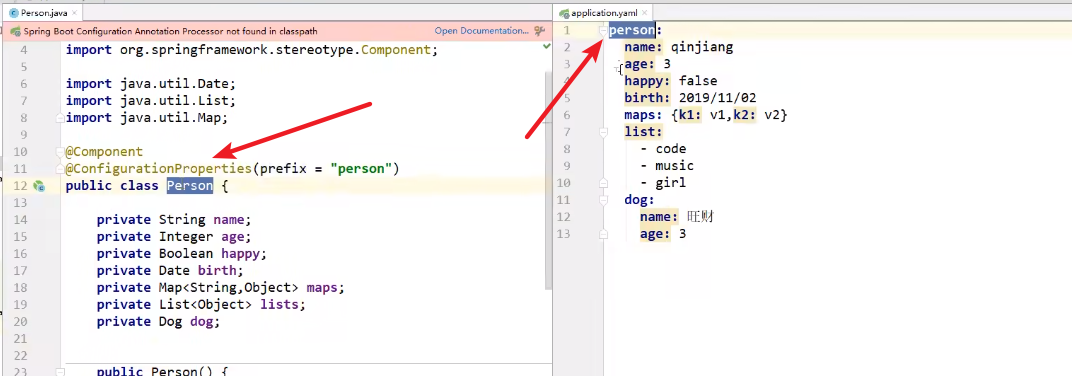 Person.java
Spring Boot Configuration Annotation Processor not found in classpath
Open Documentation...
4 import org.springframework.stereotype.Component;
5
6 import java.util.Date;
7 import java.util.List;
8 import java.util.Map;
9
10 @Component
11 @ConfigurationProperties(prefix = "person")
12 public class Person {
13
14 private String name;
15 private Integer age;
16 private Boolean happy;
17 private Date birth;
18 private Map<String,Object> maps;
19 private List<Object> lists;
20 private Dog dog;
21
22
23 public Person() {
application.yaml
1 person:
2 name: qinjiang
3 age: 3
4 happy: false
5 birth: 2019/11/02
6 maps: {k1: v1,k2: v2}
7 list:
8 - code
9 - music
10 - girl
11 dog:
12 name: 旺财
13 age: 3